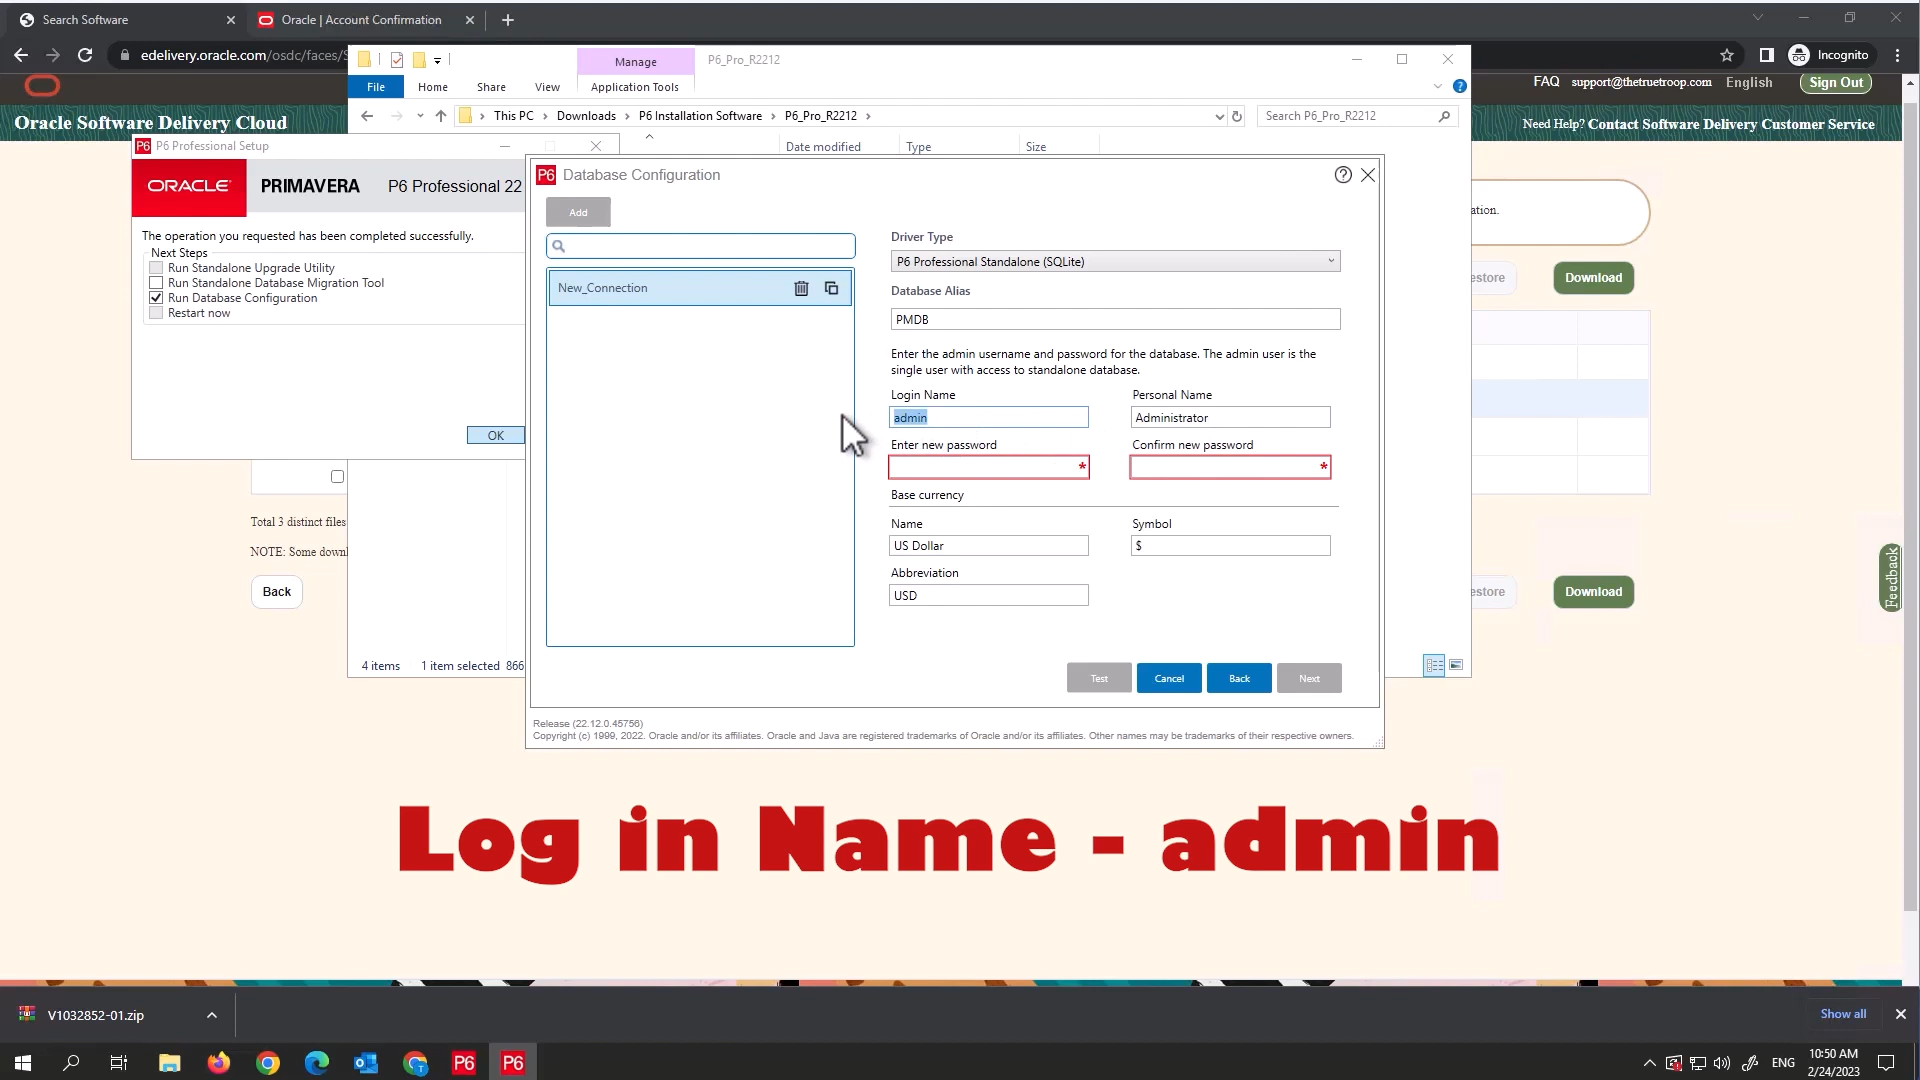 Search Software
Oracle | Account Confirmation
edelivery.oracle.com/osdc/faces/S
Incognito
Manage
P6_Pro_R2212
File
Home
Share
View
Application Tools
This PC
Downloads
P6 Installation Software
P6_Pro_R2212
Search P6_Pro_R2212
FAQ
support@thetruetroop.com
English
Sign Out
Oracle Software Delivery Cloud
Need Help? Contact Software Delivery Customer Service
Date modified
Type
Size
P6 P6 Professional Setup
ORACLE
PRIMAVERA
P6 Professional 22
The operation you requested has been completed successfully.
Next Steps
Run Standalone Upgrade Utility
Run Standalone Database Migration Tool
Run Database Configuration
Restart now
OK
P6 Database Configuration
Add
New_Connection
Driver Type
P6 Professional Standalone (SQLite)
Database Alias
PMDB
Enter the admin username and password for the database. The admin user is the
single user with access to standalone database.
Login Name
Personal Name
admin
Administrator
Enter new password
Confirm new password
*
*
Base currency
Name
Symbol
US Dollar
$
Abbreviation
USD
Test
Cancel
Back
Next
Release (22.12.0.45756)
Copyright (c) 1999, 2022. Oracle and/or its affiliates. Oracle and Java are registered trademarks of Oracle and/or its affiliates. Other names may be trademarks of their respective owners.
ation.
estore
Download
Total 3 distinct files
NOTE: Some downl
Back
estore
Download
Feedback
4 items
1 item selected
866
Log in Name - admin
V1032852-01.zip
Show all
P6
P6
ENG
10:50 AM
2/24/2023